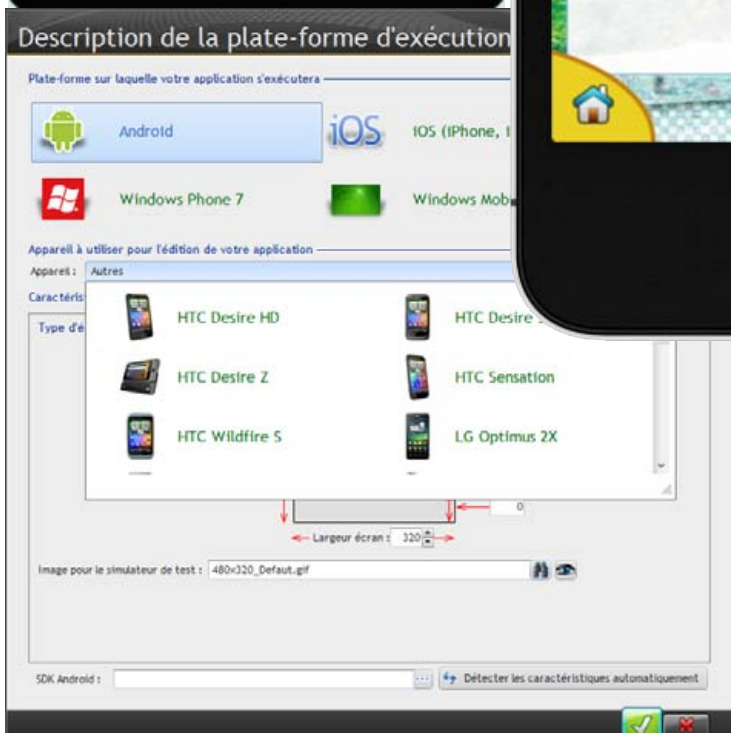 Description de la plate-forme d'exécution
Plate-forme sur laquelle votre application s'exécutera
Android
iOS
iOS (iPhone,
Windows Phone 7
Windows Mob
Appareil à utiliser pour l'édition de votre application
Appareil : Autres
Caractéris
Type d'é
HTC Desire HD
HTC Desire
HTC Desire Z
HTC Sensation
HTC Wildfire S
LG Optimus 2X
0
Largeur écran : 320
Image pour le simulateur de test : 480x320_Defaut.gif
SDK Android :
... Détecter les caractéristiques automatiquement